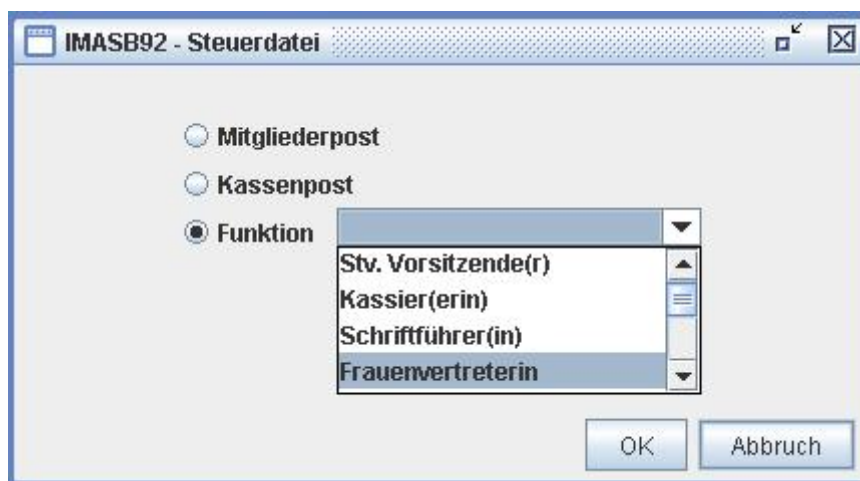 IMASB92 - Steuerdatei
Mitgliederpost
Kassenpost
Funktion
Stv. Vorsitzende(r)
Kassier(erin)
Schriftführer(in)
Frauenvertreterin
OK
Abbruch